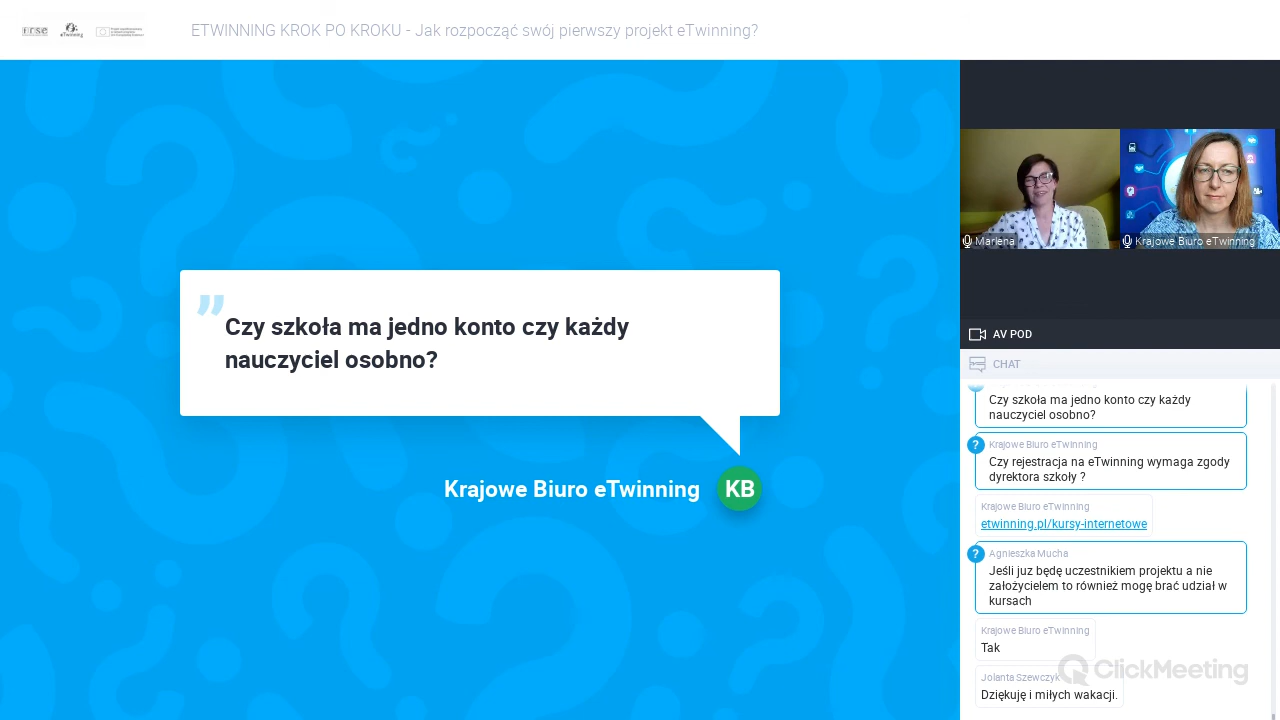 frse
eTwinning
ETWINNING KROK PO KROKU - Jak rozpocząć swój pierwszy projekt eTwinning?
Czy szkoła ma jedno konto czy każdy
nauczyciel osobno?
Krajowe Biuro eTwinning
KB
Marlena
Krajowe Biuro eTwinning
AV POD
CHAT
Czy szkoła ma jedno konto czy każdy
nauczyciel osobno?
?
Krajowe Biuro eTwinning
Czy rejestracja na eTwinning wymaga zgody
dyrektora szkoły ?
Krajowe Biuro eTwinning
etwinning.pl/kursy-internetowe
?
Agnieszka Mucha
Jeśli juz będę uczestnikiem projektu a nie
założycielem to również mogę brać udział w
kursach
Krajowe Biuro eTwinning
Tak
Jolanta Szewczyk
Dziękuję i miłych wakacji.
ClickMeeting